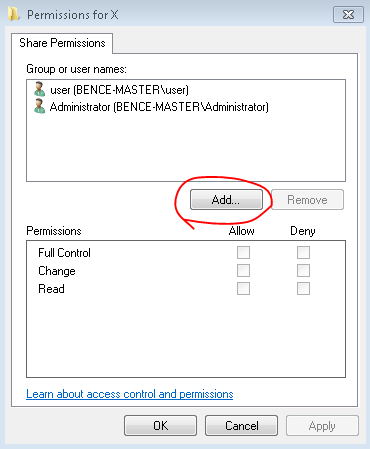 Permissions for X
Share Permissions
Group or user names:
user (BENCE-MASTER\user)
Administrator (BENCE-MASTER\Administrator)
Add... Remove
Permissions Allow Deny
Full Control
Change
Read
Learn about access control and permissions
OK Cancel Apply